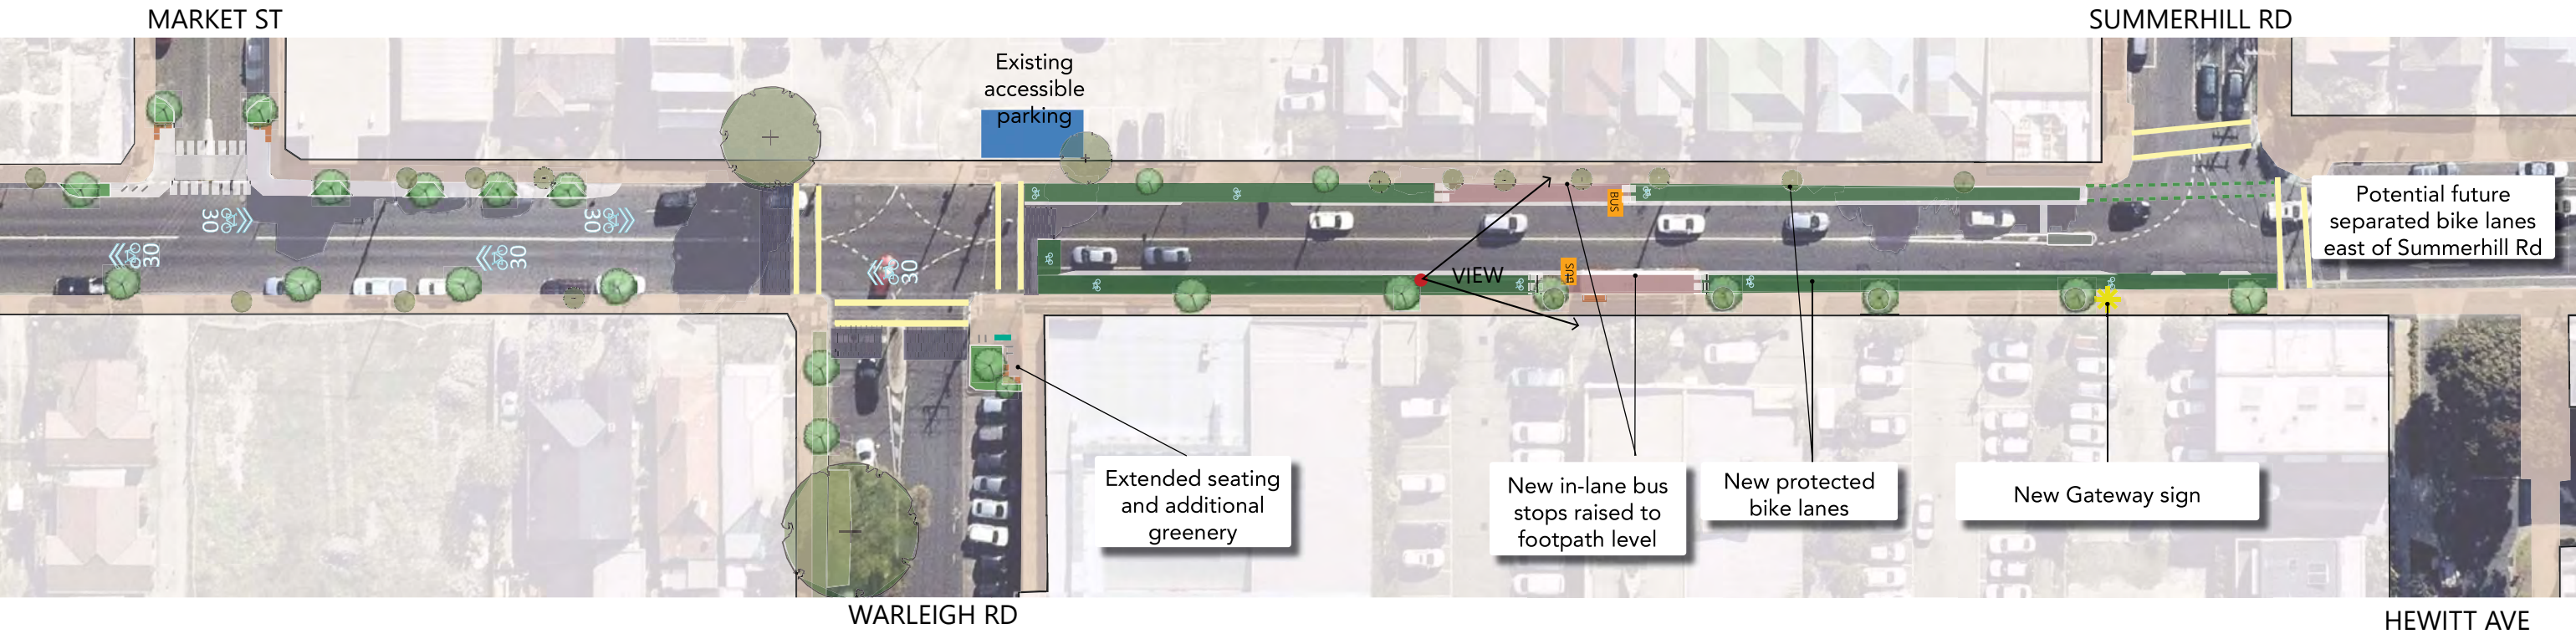 MARKET ST
SUMMERHILL RD
Existing
accessible
parking
Potential future
separated bike lanes
east of Summerhill Rd
30
30
30
30
30
BUS
BUS
VIEW
Extended seating
and additional
greenery
New in-lane bus
stops raised to
footpath level
New protected
bike lanes
New Gateway sign
WARLEIGH RD
HEWITT AVE